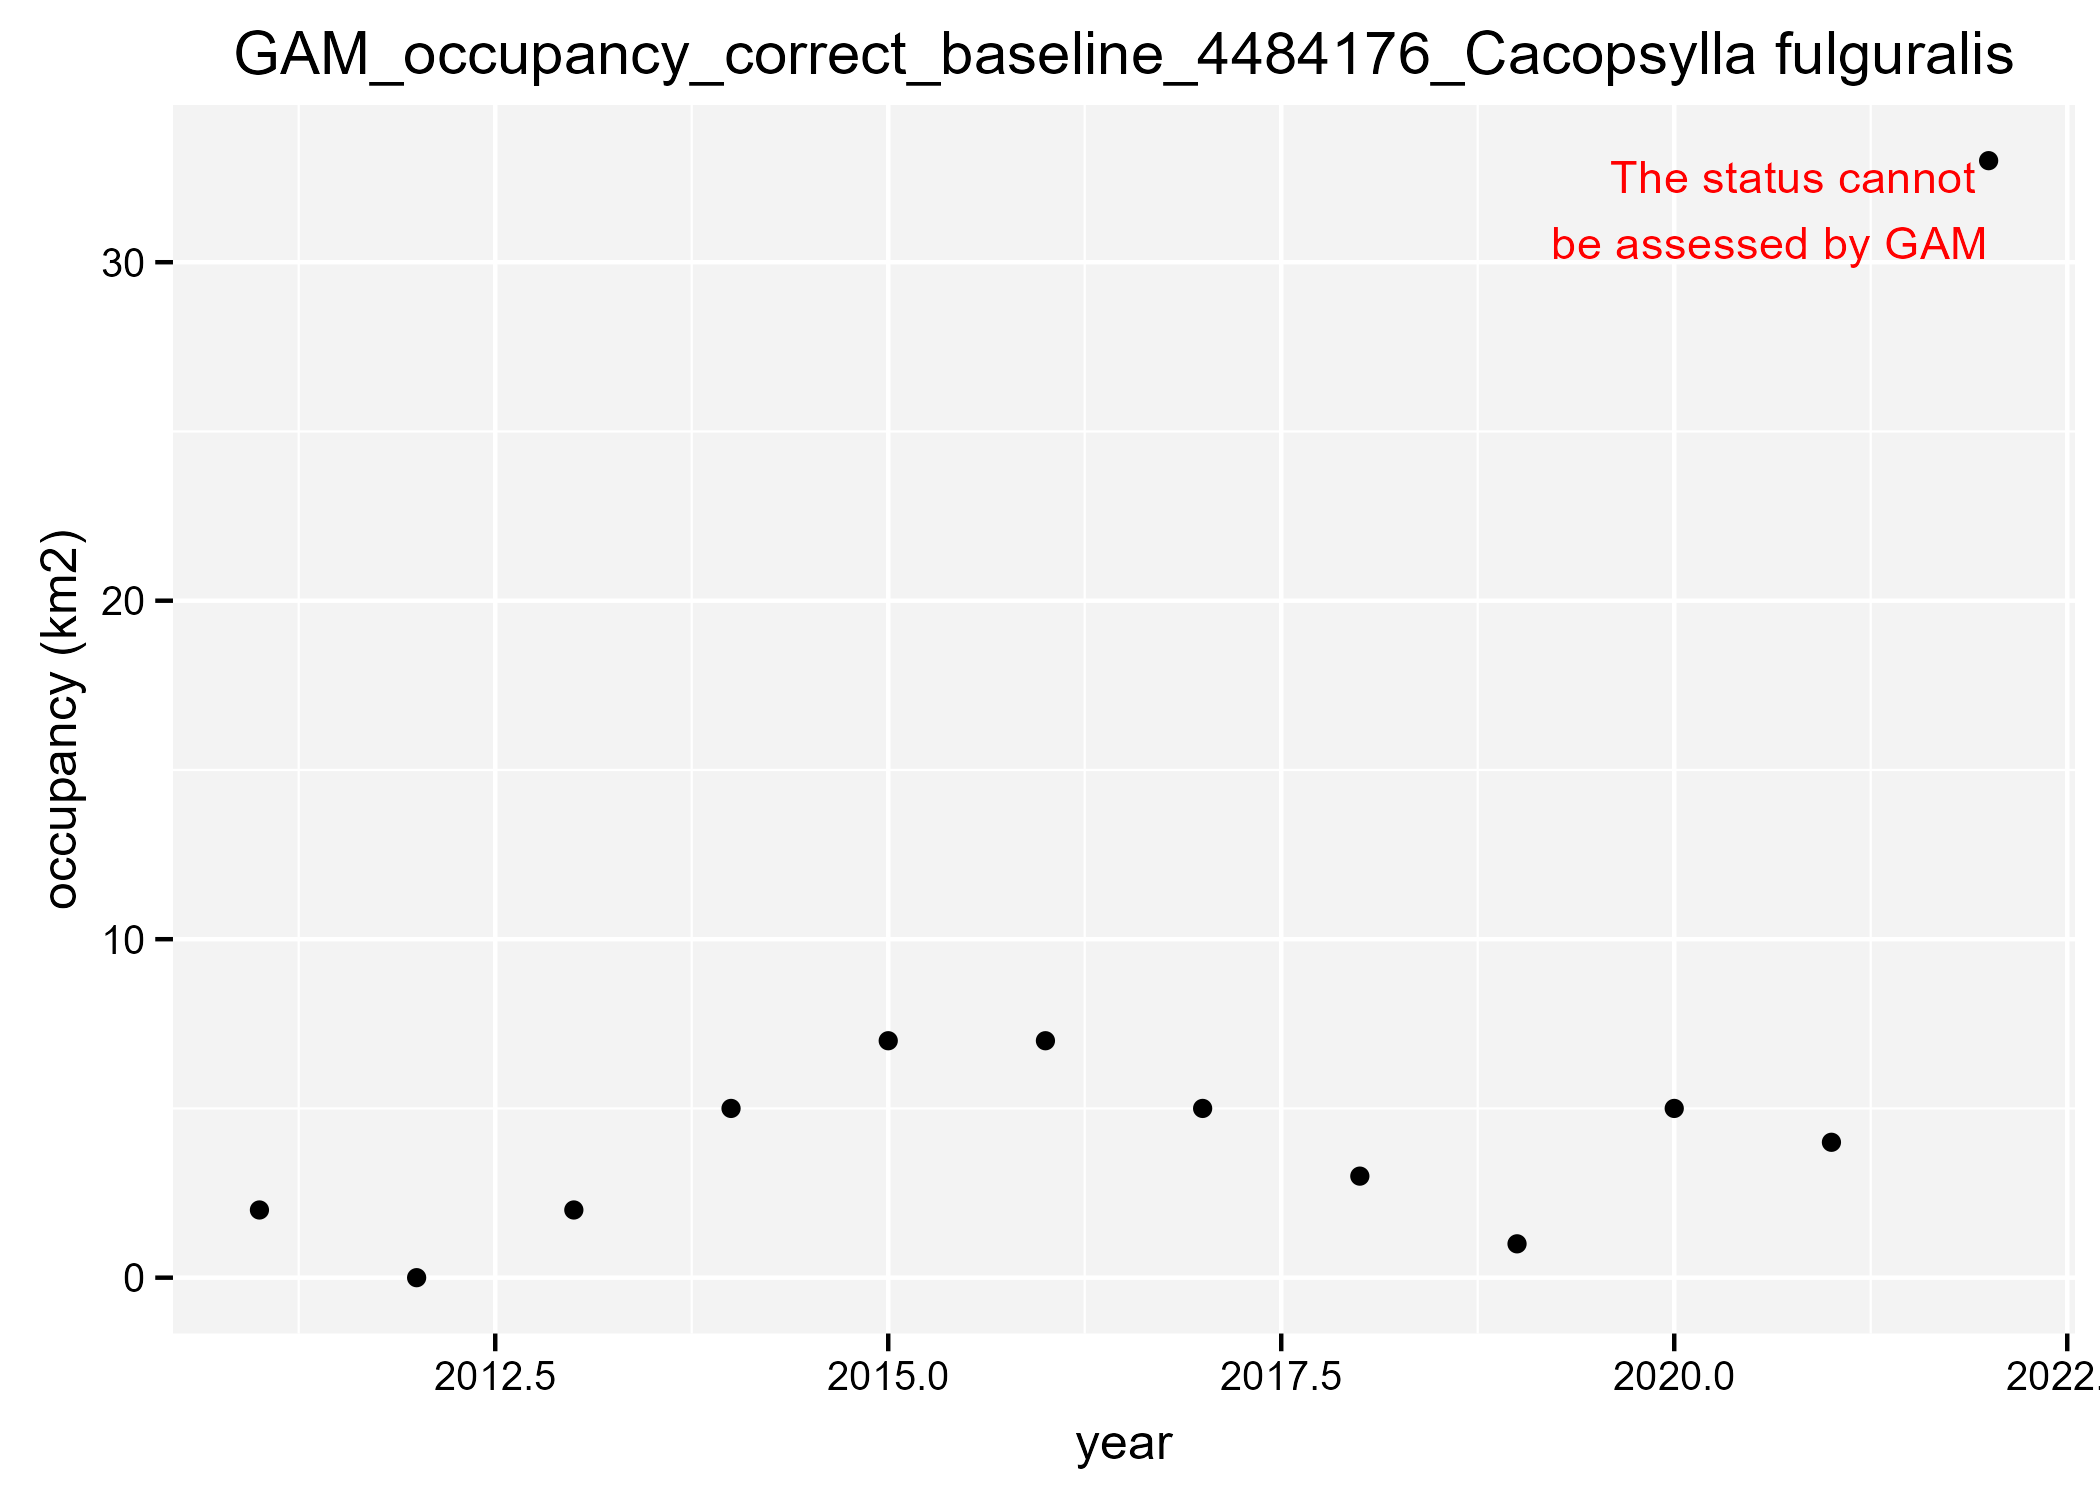 GAM_occupancy_correct_baseline_4484176_Cacopsylla fulguralis
The status cannot
be assessed by GAM
30
20
10
0
occupancy (km2)
2012.5 2015.0 2017.5 2020.0 2022.
year